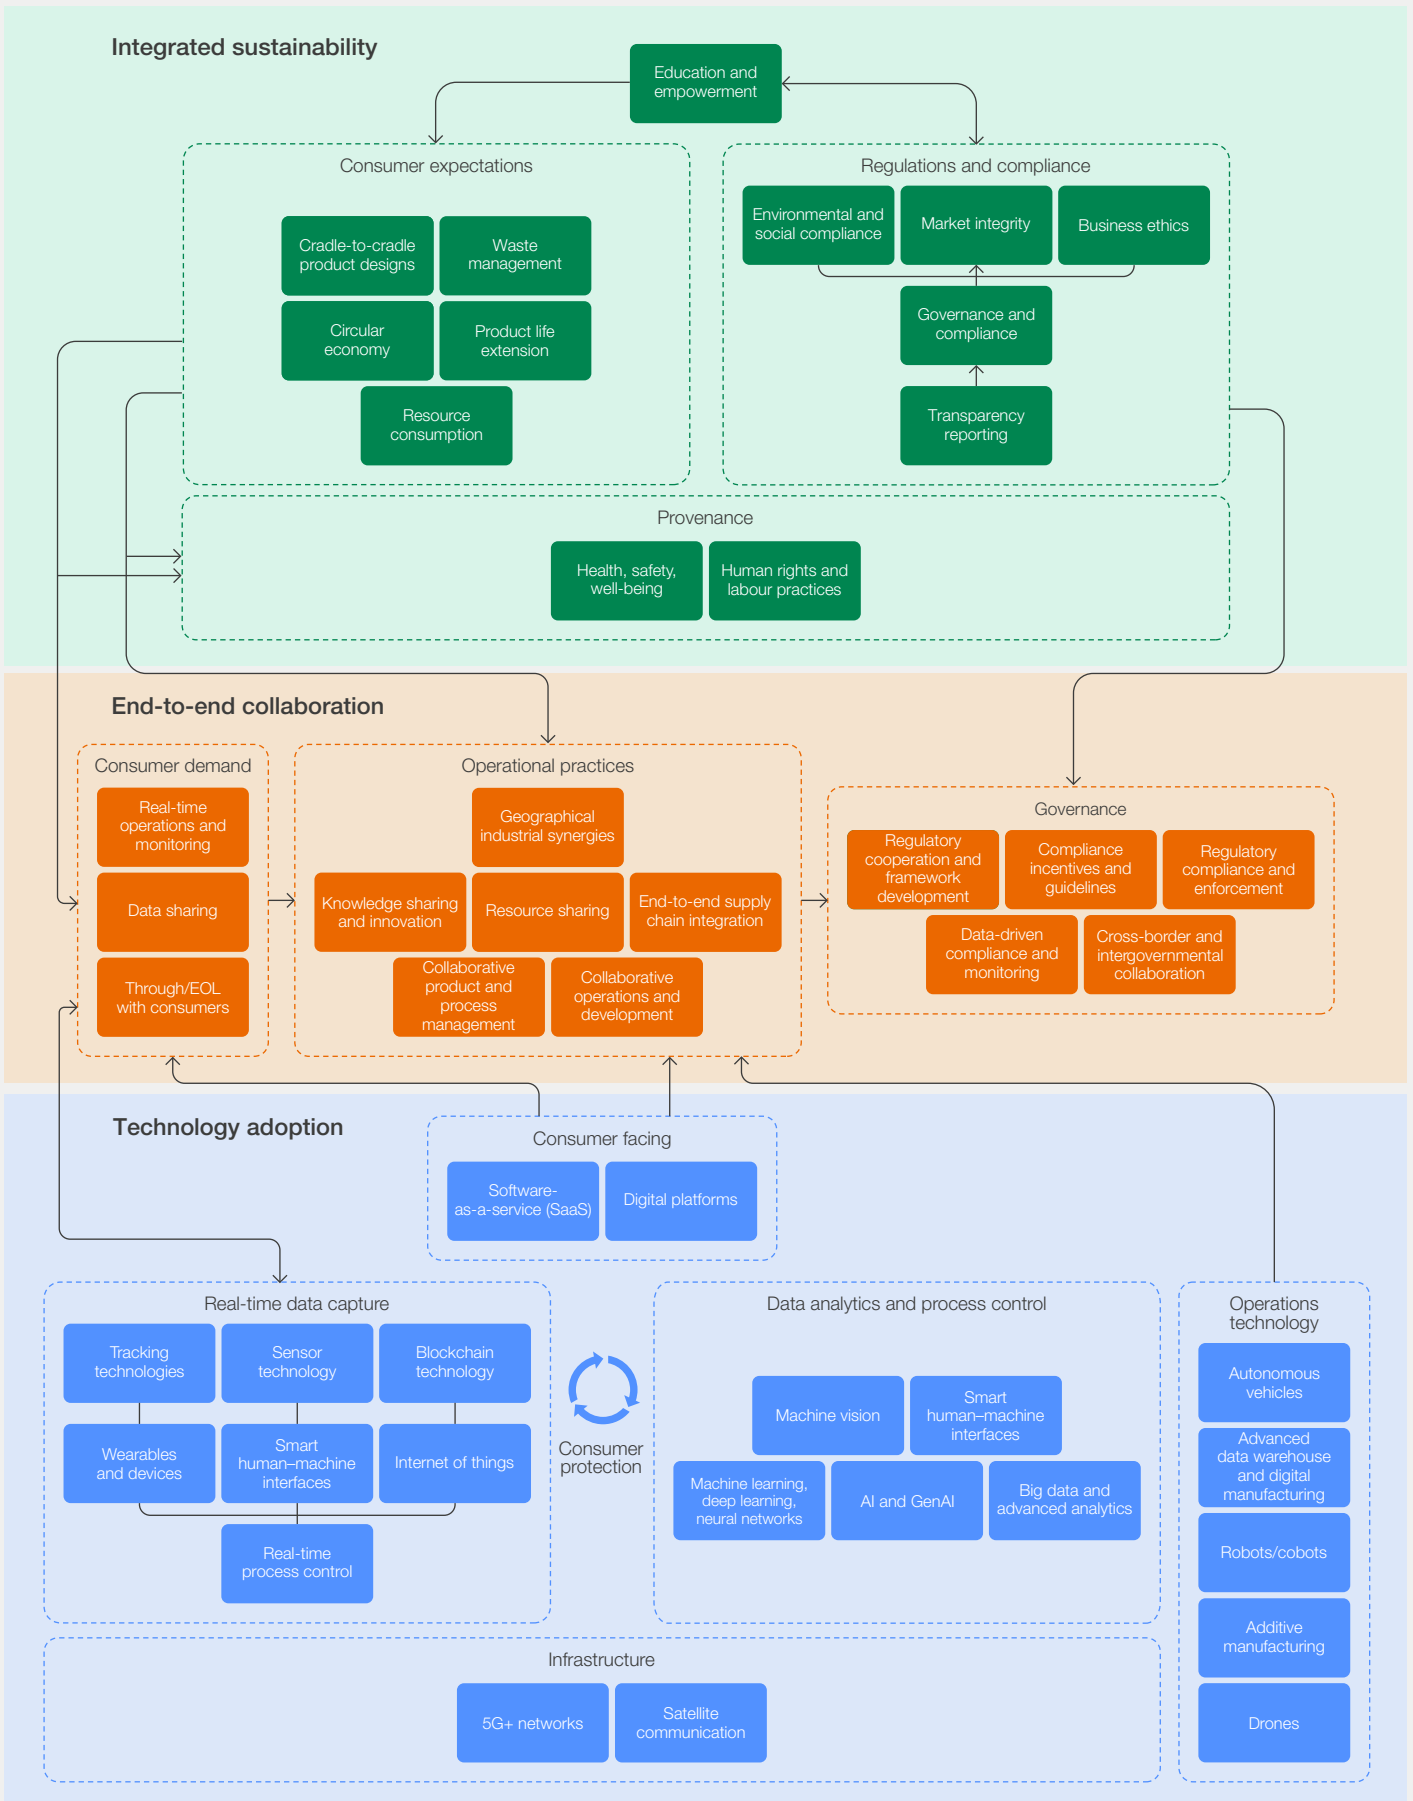 Integrated sustainability
Education and
empowerment
Consumer expectations
Cradle-to-cradle
product designs
Waste
management
Circular
economy
Product life
extension
Resource
consumption
Regulations and compliance
Environmental and
social compliance
Market integrity
Business ethics
Governance and
compliance
Transparency
reporting
Provenance
Health, safety,
well-being
Human rights and
labour practices
End-to-end collaboration
Consumer demand
Real-time
operations and
monitoring
Data sharing
Through/EOL
with consumers
Operational practices
Geographical
industrial synergies
Knowledge sharing
and innovation
Resource sharing
End-to-end supply
chain integration
Collaborative
product and
process
management
Collaborative
operations and
development
Governance
Regulatory
cooperation and
framework
development
Compliance
incentives and
guidelines
Regulatory
compliance and
enforcement
Data-driven
compliance and
monitoring
Cross-border and
intergovernmental
collaboration
Technology adoption
Consumer facing
Software-
as-a-service (SaaS)
Digital platforms
Real-time data capture
Tracking
technologies
Sensor
technology
Blockchain
technology
Wearables
and devices
Smart
human–machine
interfaces
Internet of things
Real-time
process control
Consumer
protection
Data analytics and process control
Machine vision
Smart
human–machine
interfaces
Machine learning,
deep learning,
neural networks
AI and GenAI
Big data and
advanced analytics
Operations
technology
Autonomous
vehicles
Advanced
data warehouse
and digital
manufacturing
Robots/cobots
Additive
manufacturing
Drones
Infrastructure
5G+ networks
Satellite
communication